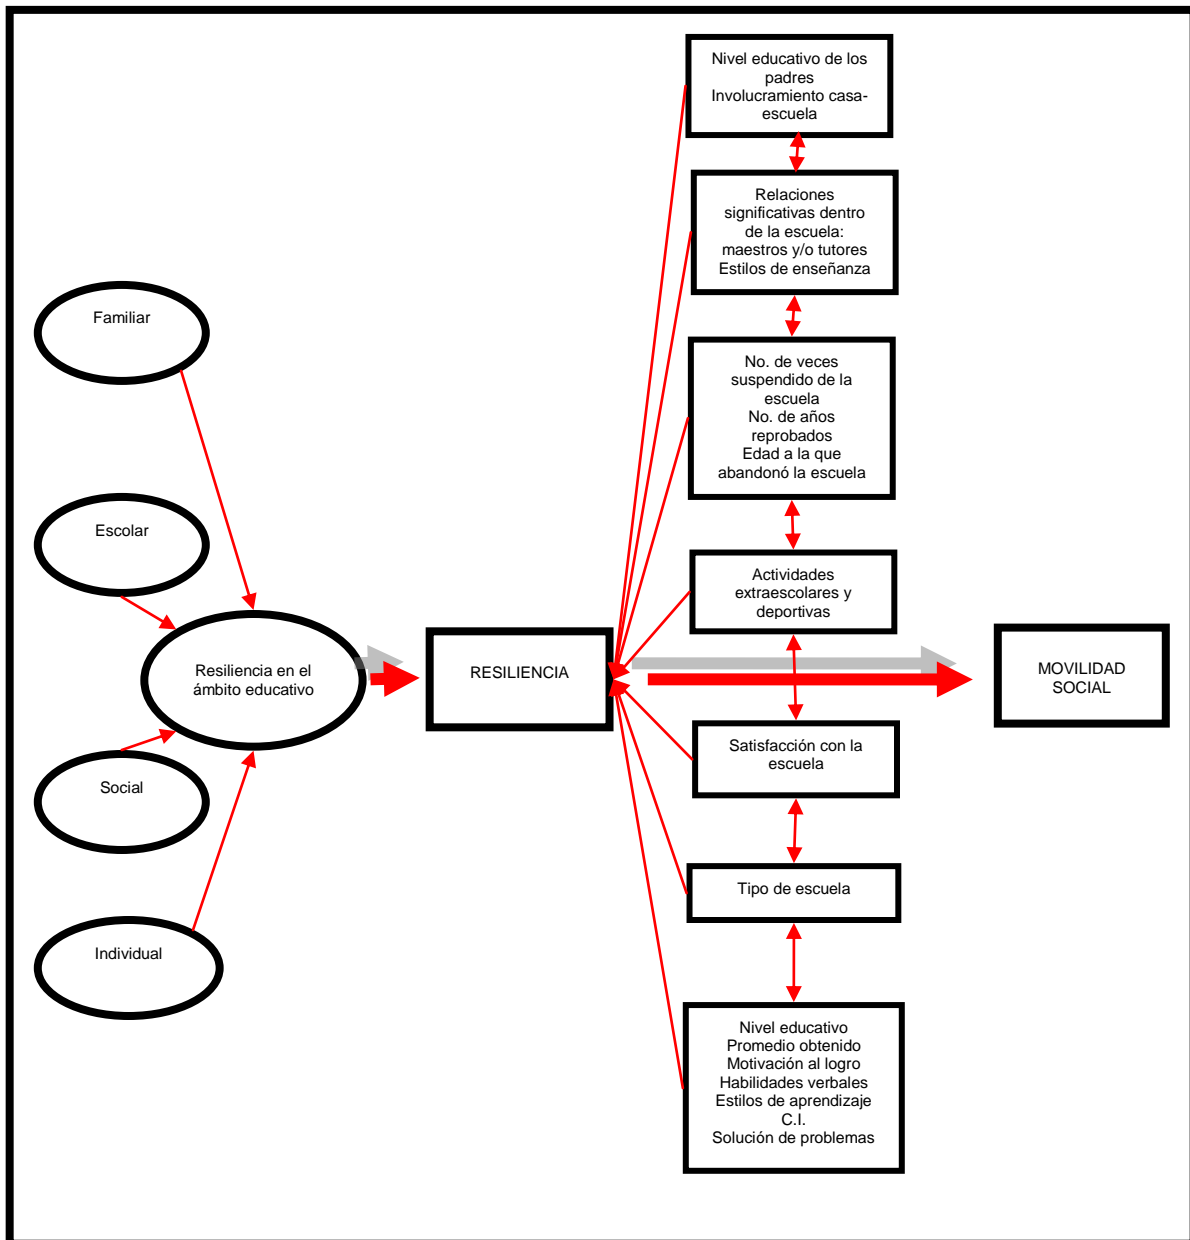 Nivel educativo de los
padres
Involucramiento casa-
escuela
Relaciones
significativas dentro
de la escuela:
maestros y/o tutores
Estilos de enseñanza
Familiar
No. de veces
suspendido de la
escuela
No. de años
reprobados
Edad a la que
abandonó la escuela
Escolar
Actividades
extraescolares y
deportivas
Resiliencia en el
ámbito educativo
RESILIENCIA
MOVILIDAD
SOCIAL
Satisfacción con la
escuela
Social
Tipo de escuela
Individual
Nivel educativo
Promedio obtenido
Motivación al logro
Habilidades verbales
Estilos de aprendizaje
C.I.
Solución de problemas